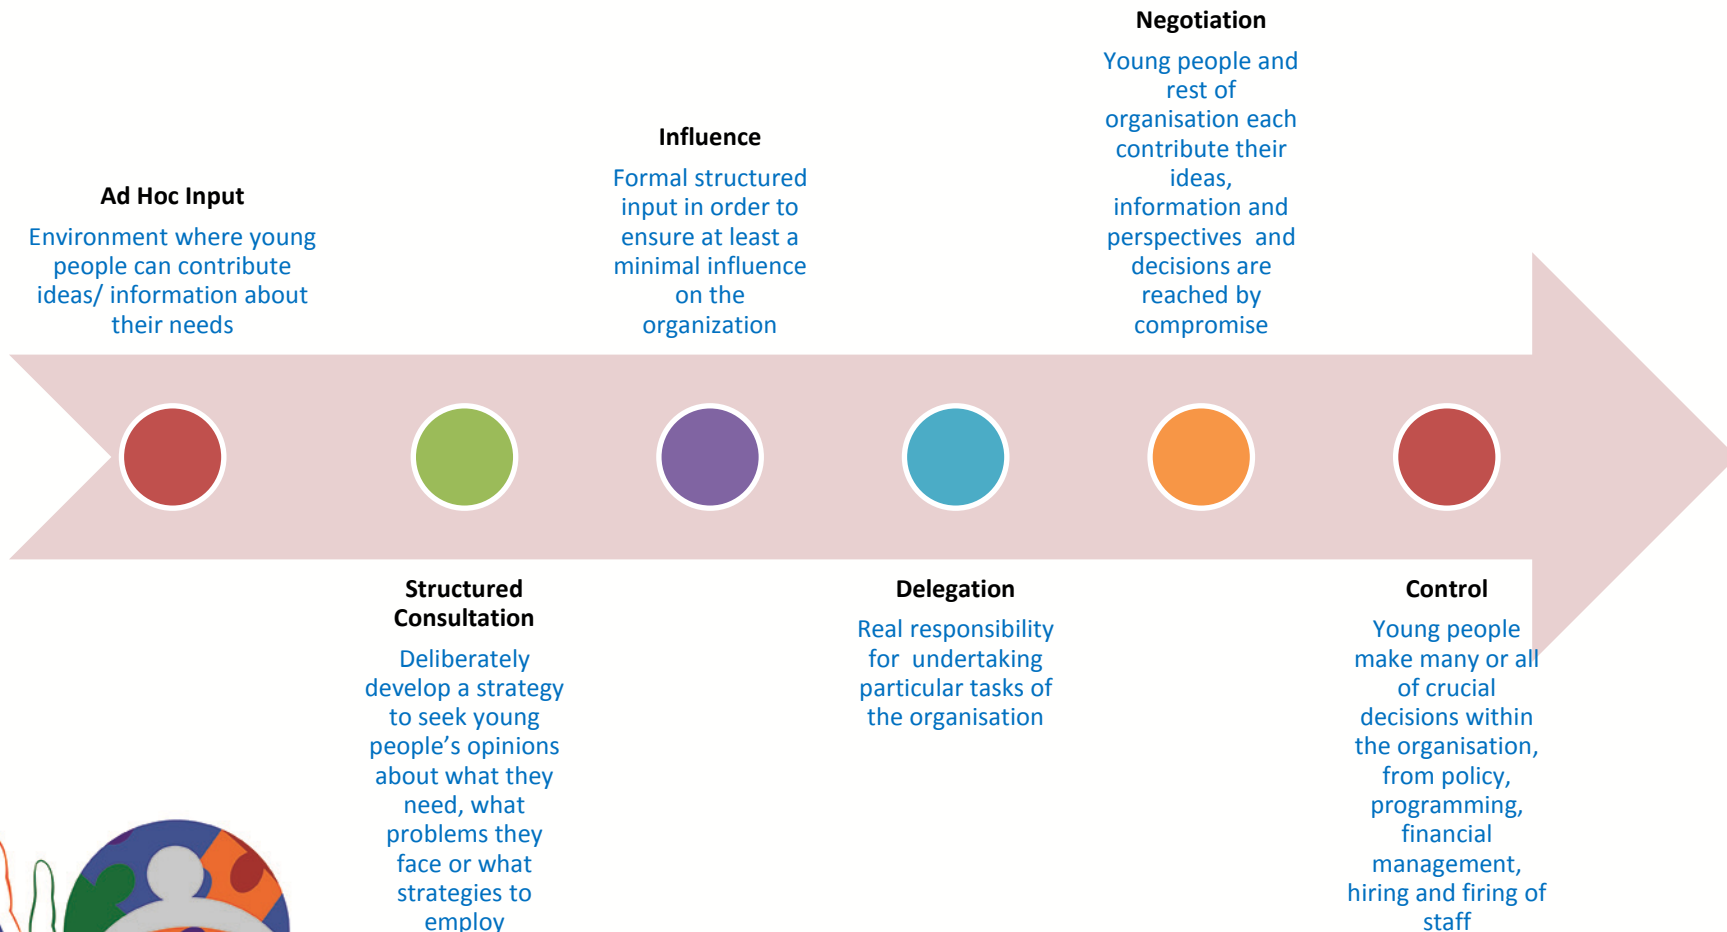 Ad Hoc Input
Environment where young
people can contribute
ideas/ information about
their needs
Structured
Consultation
Deliberately
develop a strategy
to seek young
people’s opinions
about what they
need, what
problems they
face or what
strategies to
employ
Influence
Formal structured
input in order to
ensure at least a
minimal influence
on the
organization
Delegation
Real responsibility
for  undertaking
particular tasks of
the organisation
Negotiation
Young people and
rest of
organisation each
contribute their
ideas,
information and
perspectives  and
decisions are
reached by
compromise
Control
Young people
make many or all
of crucial
decisions within
the organisation,
from policy,
programming,
financial
management,
hiring and firing of
staff